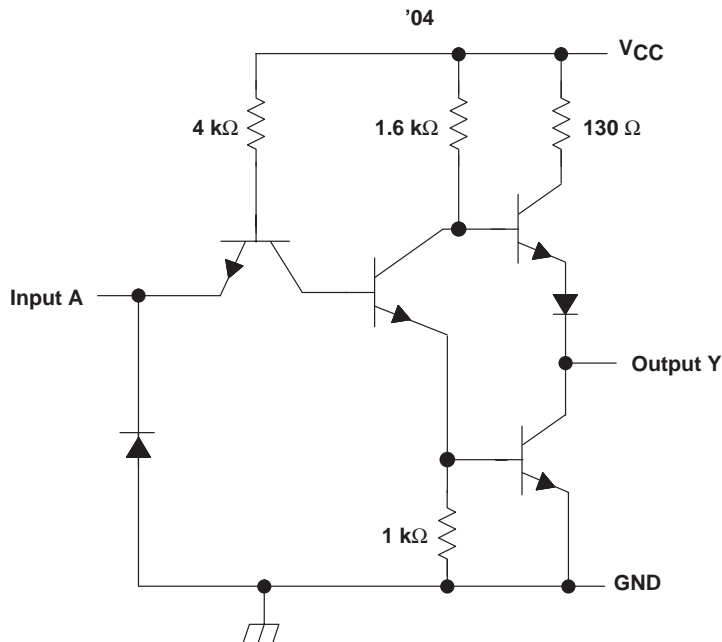 '04
VCC
4 kΩ
1.6 kΩ
130 Ω
Input A
Output Y
1 kΩ
GND